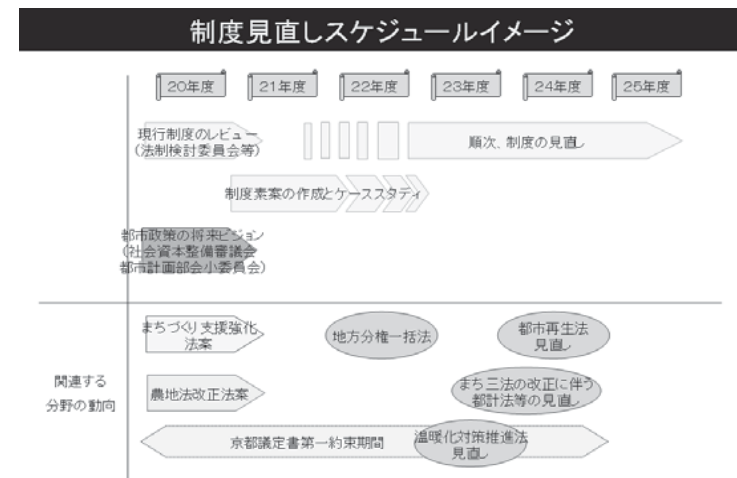 制度見直しスケジュールイメージ
20年度 21年度 22年度 23年度 24年度 25年度
現行制度のレビュー
(法制検討委員会等)
順次、制度の見直し
制度素案の作成とケーススタディ
都市政策の将来ビジョン
(社会資本整備審議会
都市計画部会小委員会)
まちづくり支援強化
法案
地方分権一括法
都市再生法
見直し
関連する
分野の動向
農地法改正法案
まち三法の改正に伴う
都計法等の見直し
京都議定書第一約束期間
温暖化対策推進法
見直し